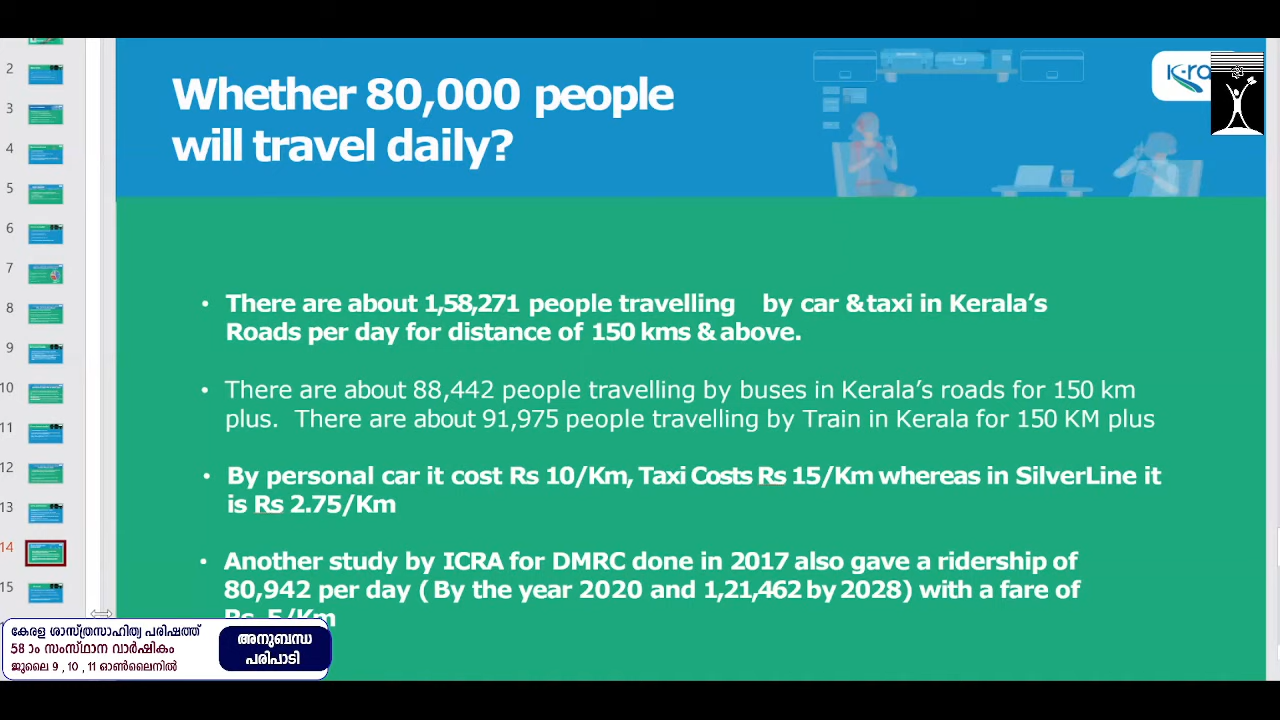 Whether 80,000 people
will travel daily?
2
3
4
5
6
7
8
9
10
11
12
13
14
15
• There are about 1,58,271 people travelling by car & taxi in Kerala's
Roads per day for distance of 150 kms & above.
• There are about 88,442 people travelling by buses in Kerala's roads for 150 km
plus. There are about 91,975 people travelling by Train in Kerala for 150 KM plus
• By personal car it cost Rs 10/Km, Taxi Costs Rs 15/Km whereas in SilverLine it
is Rs 2.75/Km
• Another study by ICRA for DMRC done in 2017 also gave a ridership of
80,942 per day ( By the year 2020 and 1,21,462 by 2028) with a fare of
Rs 5/Km
കേരള ശാസ്ത്രസാഹിത്യ പരിഷത്ത്
58 ാം സംസ്ഥാന വാർഷികം
ജൂലൈ 9 , 10 , 11 ഓൺലൈനിൽ
അനുബന്ധ
പരിപാടി